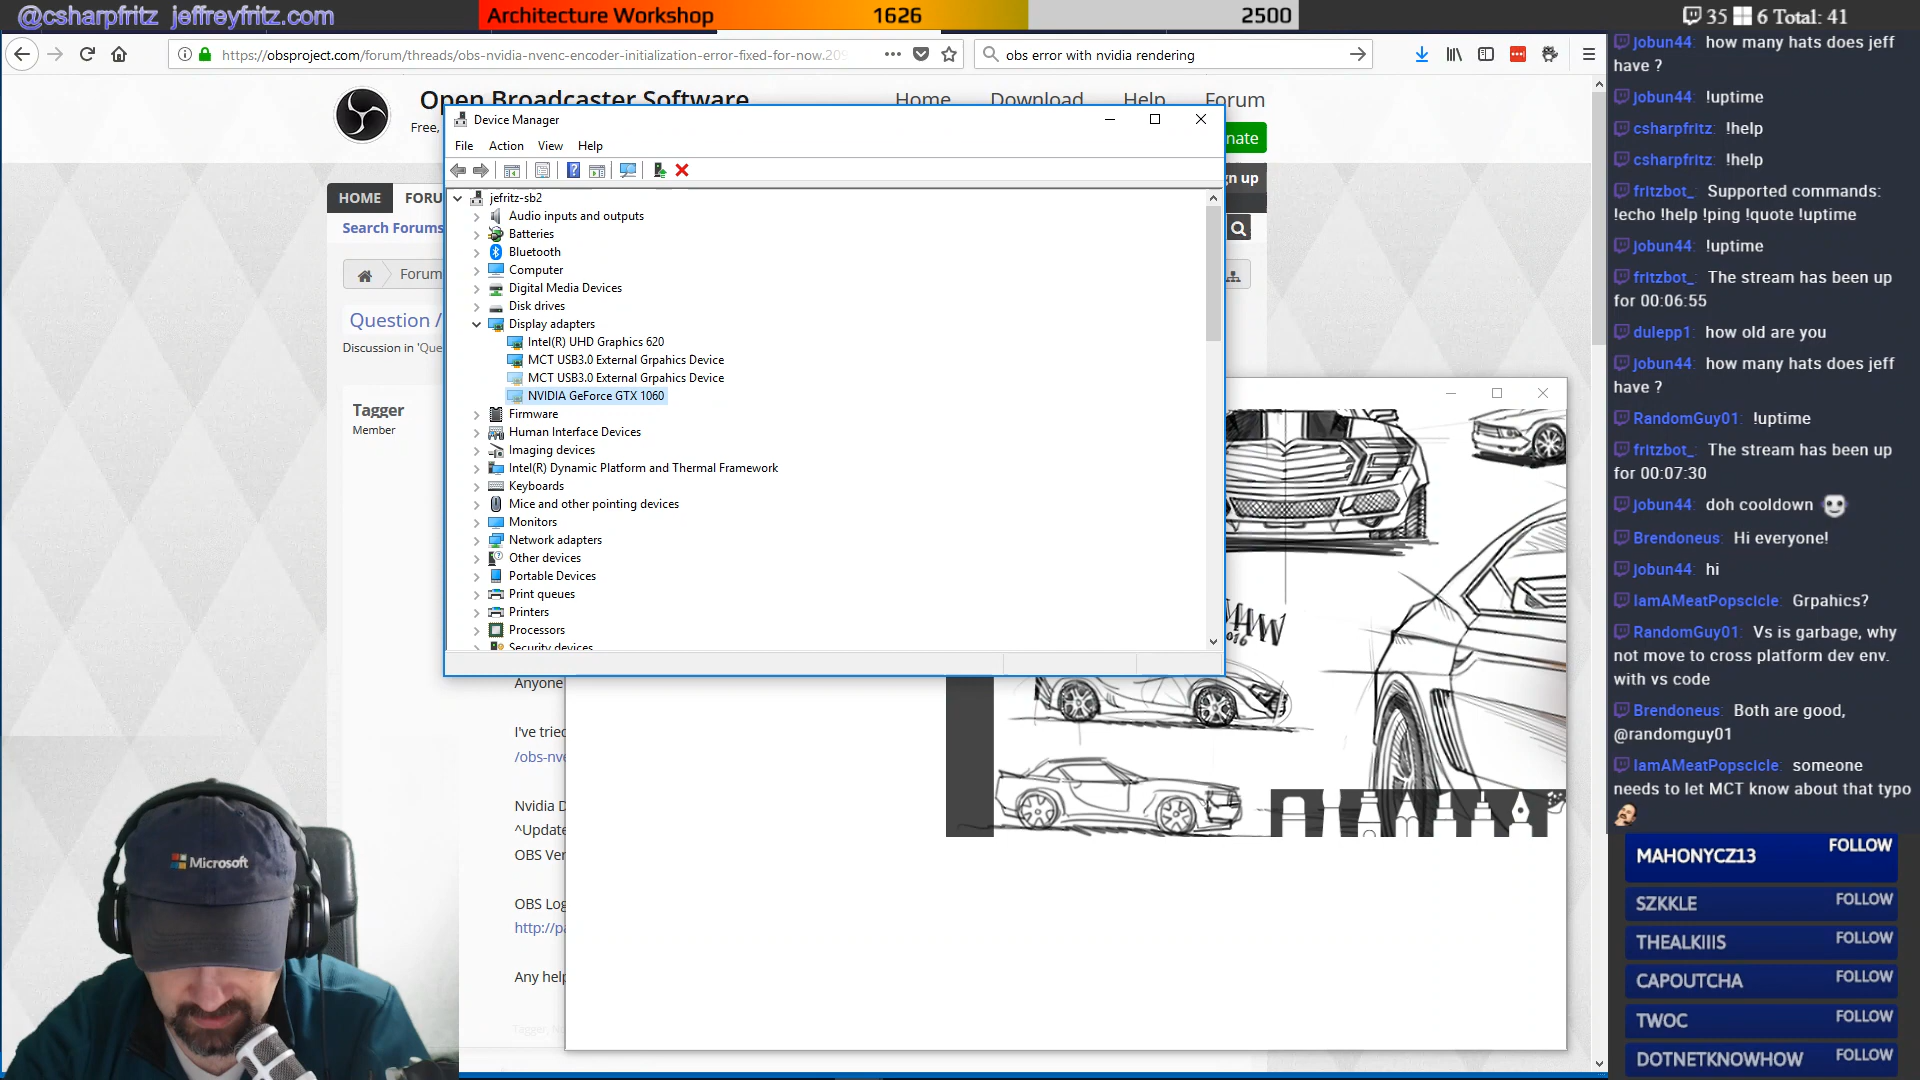 @csharpfritz jeffreyfritz.com
Architecture Workshop 1626 2500
35 6 Total: 41
https://obsproject.com/forum/threads/obs-nvidia-nvenc-encoder-initialization-error-fixed-for-now.209
obs error with nvidia rendering
Open Broadcaster Software
Free,
Home Download Help Forum
nate
n up
HOME FORU
Search Forums
Forum
Question /
Discussion in 'Que
Tagger
Member
Device Manager
File Action View Help
jefritz-sb2
Audio inputs and outputs
Batteries
Bluetooth
Computer
Digital Media Devices
Disk drives
Display adapters
Intel(R) UHD Graphics 620
MCT USB3.0 External Grpahics Device
MCT USB3.0 External Grpahics Device
NVIDIA GeForce GTX 1060
Firmware
Human Interface Devices
Imaging devices
Intel(R) Dynamic Platform and Thermal Framework
Keyboards
Mice and other pointing devices
Monitors
Network adapters
Other devices
Portable Devices
Print queues
Printers
Processors
Security devices
Anyone
I've tried
/obs-nve
Nvidia D
^Update
OBS Ver
OBS Log
http://pa
Any help
Microsoft
jobun44: how many hats does jeff
have ?
jobun44: !uptime
csharpfritz: !help
csharpfritz: !help
fritzbot_: Supported commands:
!echo !help !ping !quote !uptime
jobun44: !uptime
fritzbot_: The stream has been up
for 00:06:55
dulepp1: how old are you
jobun44: how many hats does jeff
have ?
RandomGuy01: !uptime
fritzbot_: The stream has been up
for 00:07:30
jobun44: doh cooldown
Brendoneus: Hi everyone!
jobun44: hi
IamAMeatPopsicle: Grpahics?
RandomGuy01: Vs is garbage, why
not move to cross platform dev env.
with vs code
Brendoneus: Both are good,
@randomguy01
IamAMeatPopsicle: someone
needs to let MCT know about that typo
MAHONYCZ13 FOLLOW
SZKKLE FOLLOW
THEALKIIIS FOLLOW
CAPOUTCHA FOLLOW
TWOC FOLLOW
DOTNETKNOWHOW FOLLOW